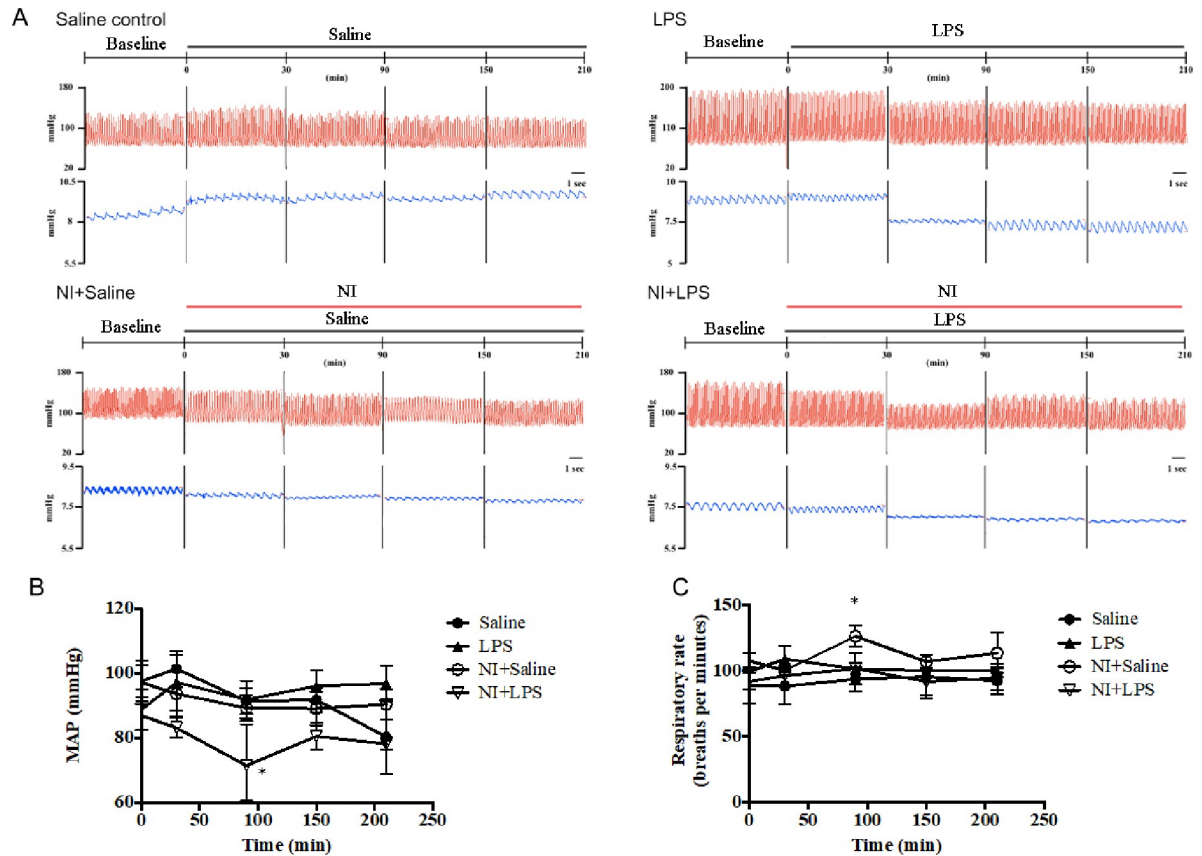 A
Saline control
Baseline
Saline
0 30 90 150 210
(min)
180
100
20
mmHg
1 sec
10.5
8
5.5
mmHg
LPS
Baseline
LPS
0 30 90 150 210
(min)
200
110
20
mmHg
1 sec
10
7.5
5
mmHg
NI+Saline
NI
Baseline
Saline
0 30 90 150 210
(min)
180
100
20
mmHg
1 sec
9.5
7.5
5.5
mmHg
NI+LPS
NI
Baseline
LPS
0 30 90 150 210
(min)
180
100
20
mmHg
1 sec
9.5
7.5
5.5
mmHg
B
120
100
80
60
MAP (mmHg)
*
0 50 100 150 200 250
Time (min)
Saline
LPS
NI+Saline
NI+LPS
C
150
100
50
0
Respiratory rate
(breaths per minutes)
*
0 50 100 150 200 250
Time (min)
Saline
LPS
NI+Saline
NI+LPS